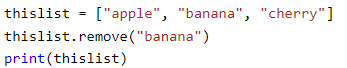 thislist = ["apple", "banana", "cherry"]
thislist.remove("banana")
print(thislist)